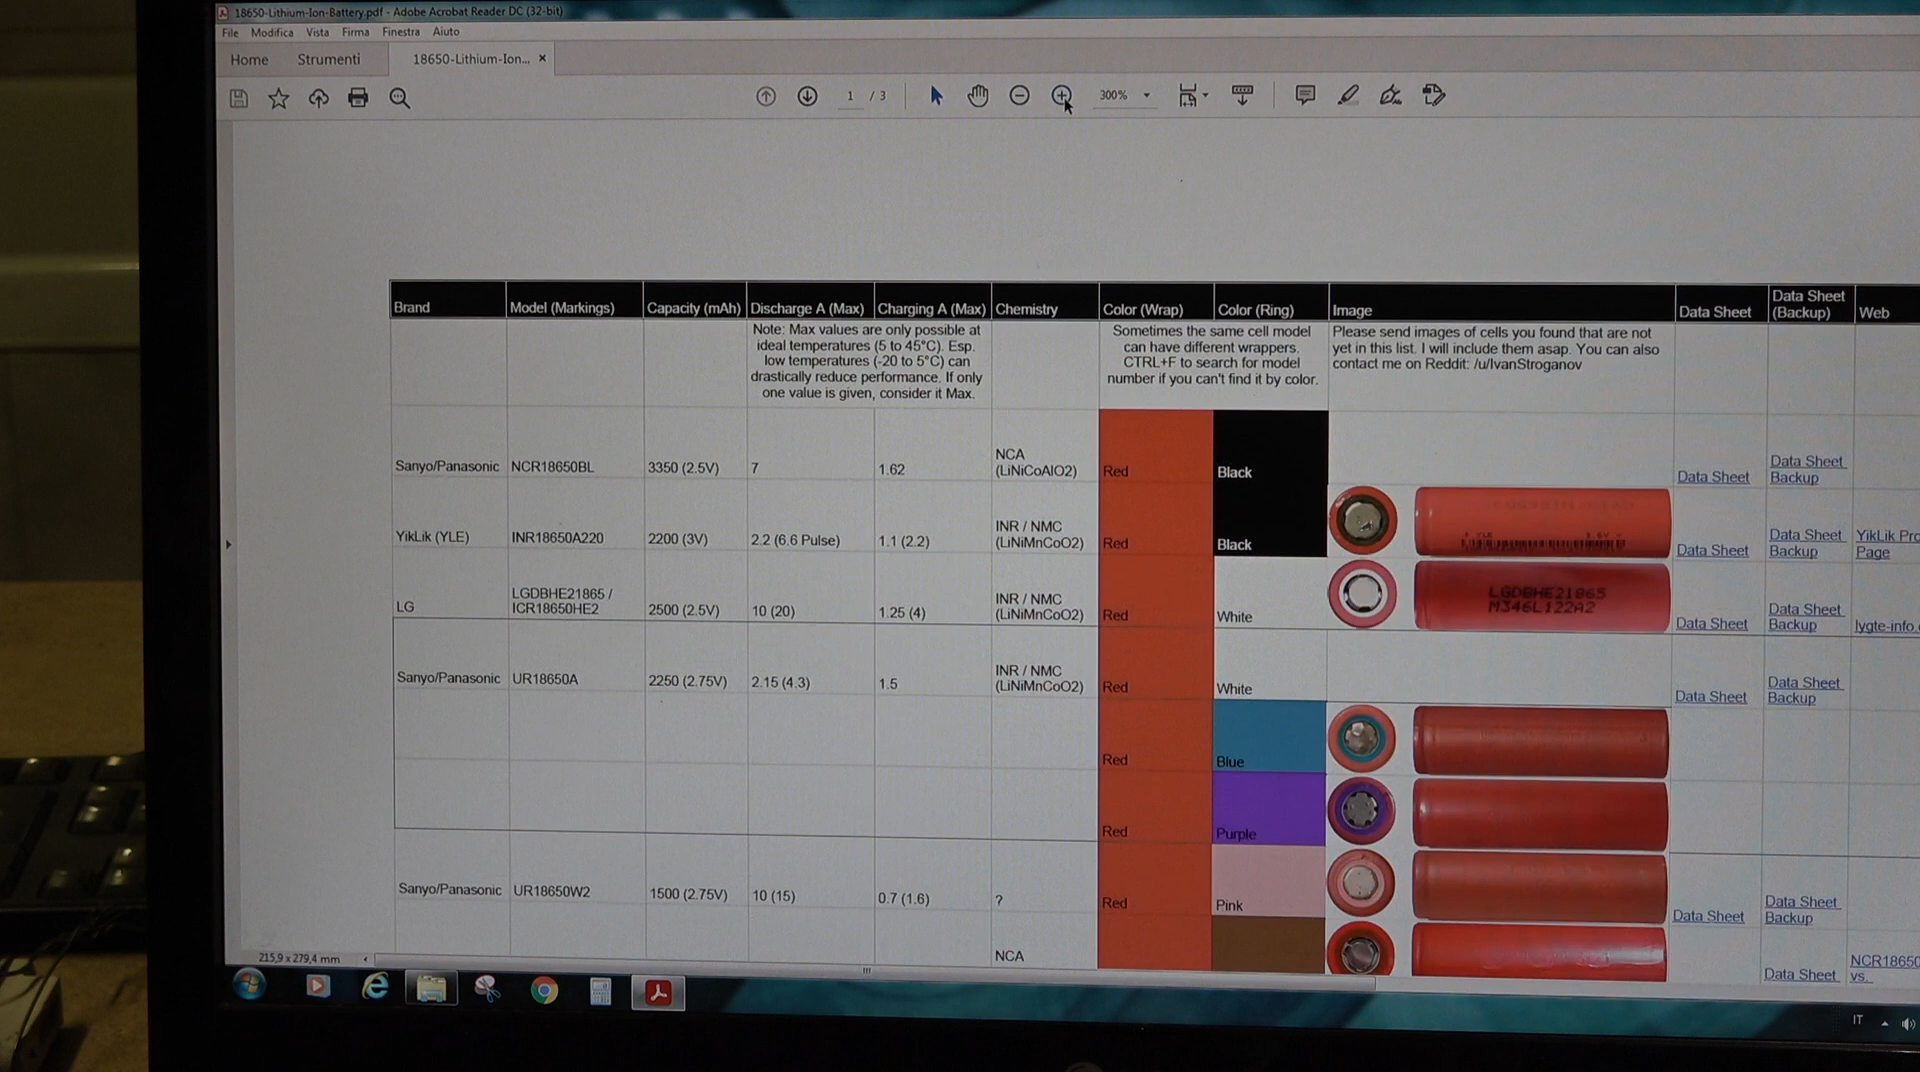 18650-Lithium-Ion-Battery.pdf - Adobe Acrobat Reader DC (32-bit)
File Modifica Vista Firma Finestra Aiuto
Home Strumenti 18650-Lithium-Ion... ×
1 / 3 300%
Brand Model (Markings) Capacity (mAh) Discharge A (Max) Charging A (Max) Chemistry Color (Wrap) Color (Ring) Image Data Sheet Data Sheet (Backup) Web
Note: Max values are only possible at
ideal temperatures (5 to 45°C). Esp.
low temperatures (-20 to 5°C) can
drastically reduce performance. If only
one value is given, consider it Max.
Sometimes the same cell model
can have different wrappers.
CTRL+F to search for model
number if you can't find it by color.
Please send images of cells you found that are not
yet in this list. I will include them asap. You can also
contact me on Reddit: /u/IvanStroganov
Sanyo/Panasonic NCR18650BL 3350 (2.5V) 7 1.62 NCA (LiNiCoAlO2) Red Black Data Sheet Data Sheet Backup
YikLik (YLE) INR18650A220 2200 (3V) 2.2 (6.6 Pulse) 1.1 (2.2) INR / NMC (LiNiMnCoO2) Red Black Data Sheet Data Sheet Backup YikLik Pro Page
LG LGDBHE21865 / ICR18650HE2 2500 (2.5V) 10 (20) 1.25 (4) INR / NMC (LiNiMnCoO2) Red White Data Sheet Data Sheet Backup lygte-info.
LGDBHE21865
M346L122A2
Sanyo/Panasonic UR18650A 2250 (2.75V) 2.15 (4.3) 1.5 INR / NMC (LiNiMnCoO2) Red White Data Sheet Data Sheet Backup
Red Blue
Red Purple
Sanyo/Panasonic UR18650W2 1500 (2.75V) 10 (15) 0.7 (1.6) ? Red Pink Data Sheet Data Sheet Backup
NCA Data Sheet NCR18650 vs.
215,9 x 279,4 mm
IT